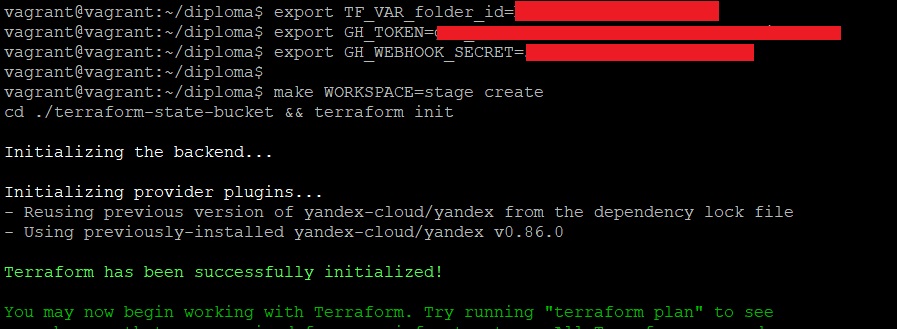 vagrant@vagrant:~/diploma$ export TF_VAR_folder_id=
vagrant@vagrant:~/diploma$ export GH_TOKEN=
vagrant@vagrant:~/diploma$ export GH_WEBHOOK_SECRET=
vagrant@vagrant:~/diploma$
vagrant@vagrant:~/diploma$ make WORKSPACE=stage create
cd ./terraform-state-bucket && terraform init
Initializing the backend...
Initializing provider plugins...
- Reusing previous version of yandex-cloud/yandex from the dependency lock file
- Using previously-installed yandex-cloud/yandex v0.86.0
Terraform has been successfully initialized!
You may now begin working with Terraform. Try running "terraform plan" to see